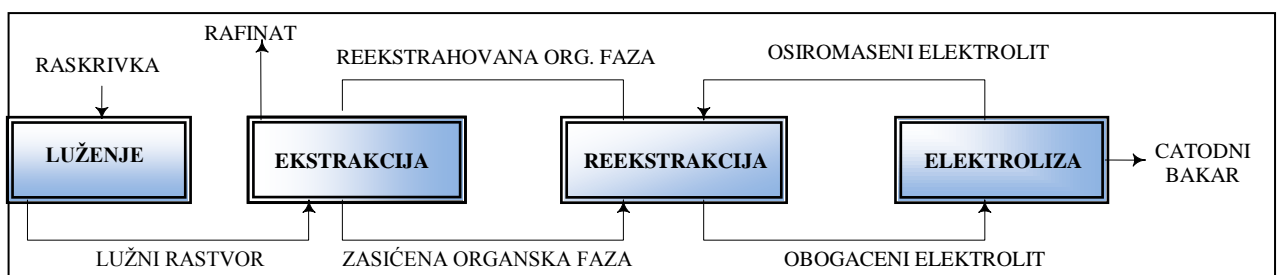 RAFINAT
REEKSTRAHOVANA ORG. FAZA
OSIROMASENI ELEKTROLIT
RASKRIVKA
LUŽENJE
EKSTRAKCIJA
REEKSTRAKCIJA
ELEKTROLIZA
CATODNI
BAKAR
LUŽNI RASTVOR
ZASIĆENA ORGANSKA FAZA
OBOGACENI ELEKTROLIT